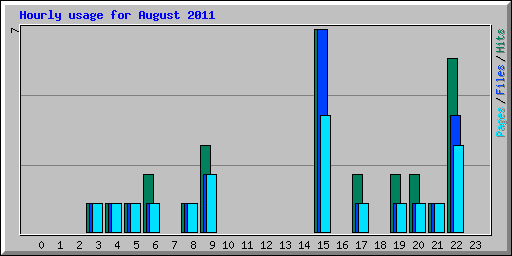 Hourly usage for August 2011
7
Pages/Files/Hits
0 1 2 3 4 5 6 7 8 9 10 11 12 13 14 15 16 17 18 19 20 21 22 23